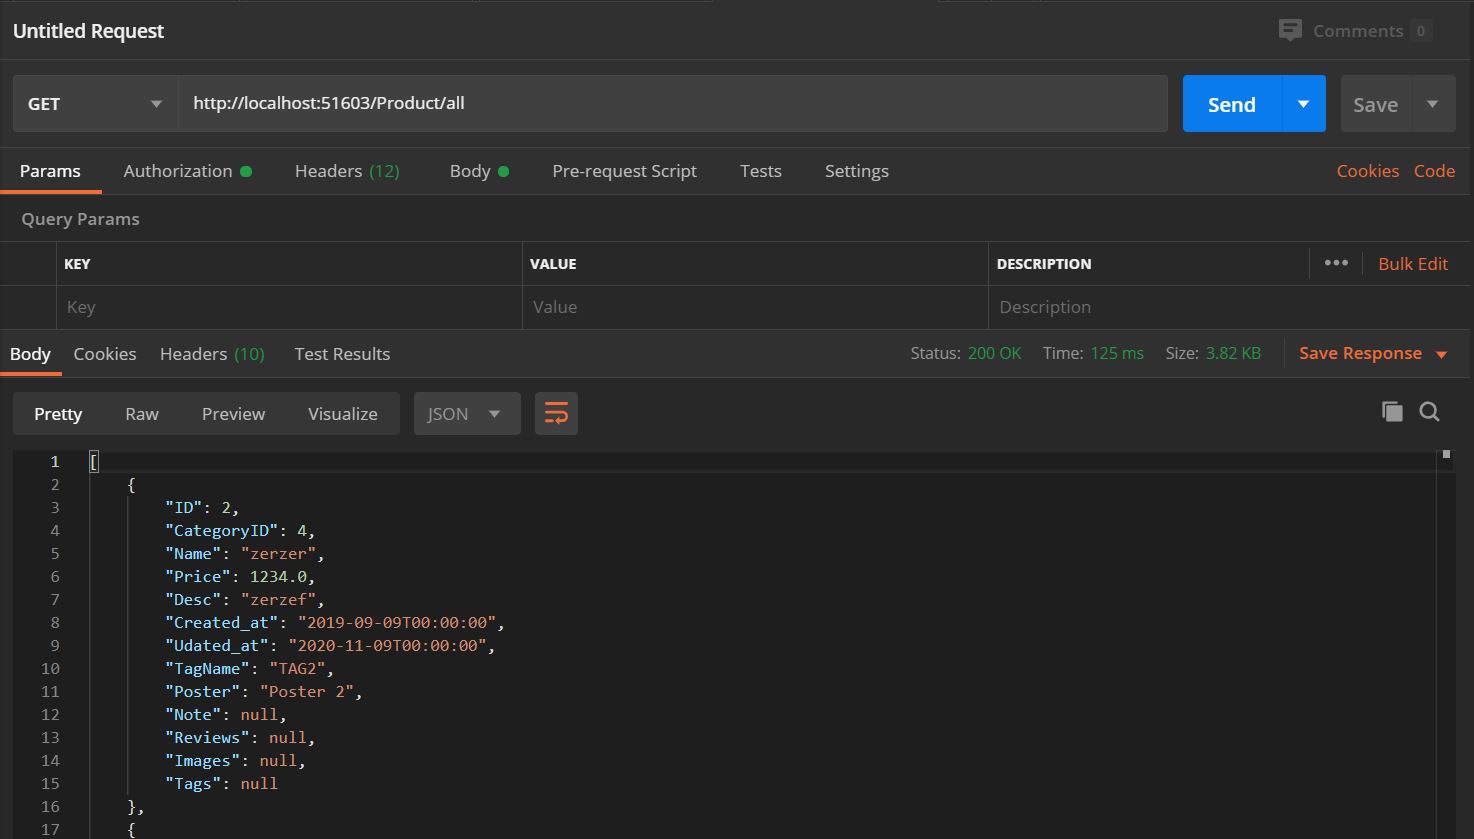 Untitled Request Comments 0
GET http://localhost:51603/Product/all Send Save
Params Authorization Headers (12) Body Pre-request Script Tests Settings Cookies Code
Query Params
KEY VALUE DESCRIPTION ••• Bulk Edit
Key Value Description
Body Cookies Headers (10) Test Results Status: 200 OK Time: 125 ms Size: 3.82 KB Save Response
Pretty Raw Preview Visualize JSON
1 [
2 {
3 "ID": 2,
4 "CategoryID": 4,
5 "Name": "zerzer",
6 "Price": 1234.0,
7 "Desc": "zerzef",
8 "Created_at": "2019-09-09T00:00:00",
9 "Udated_at": "2020-11-09T00:00:00",
10 "TagName": "TAG2",
11 "Poster": "Poster 2",
12 "Note": null,
13 "Reviews": null,
14 "Images": null,
15 "Tags": null
16 },
17 {